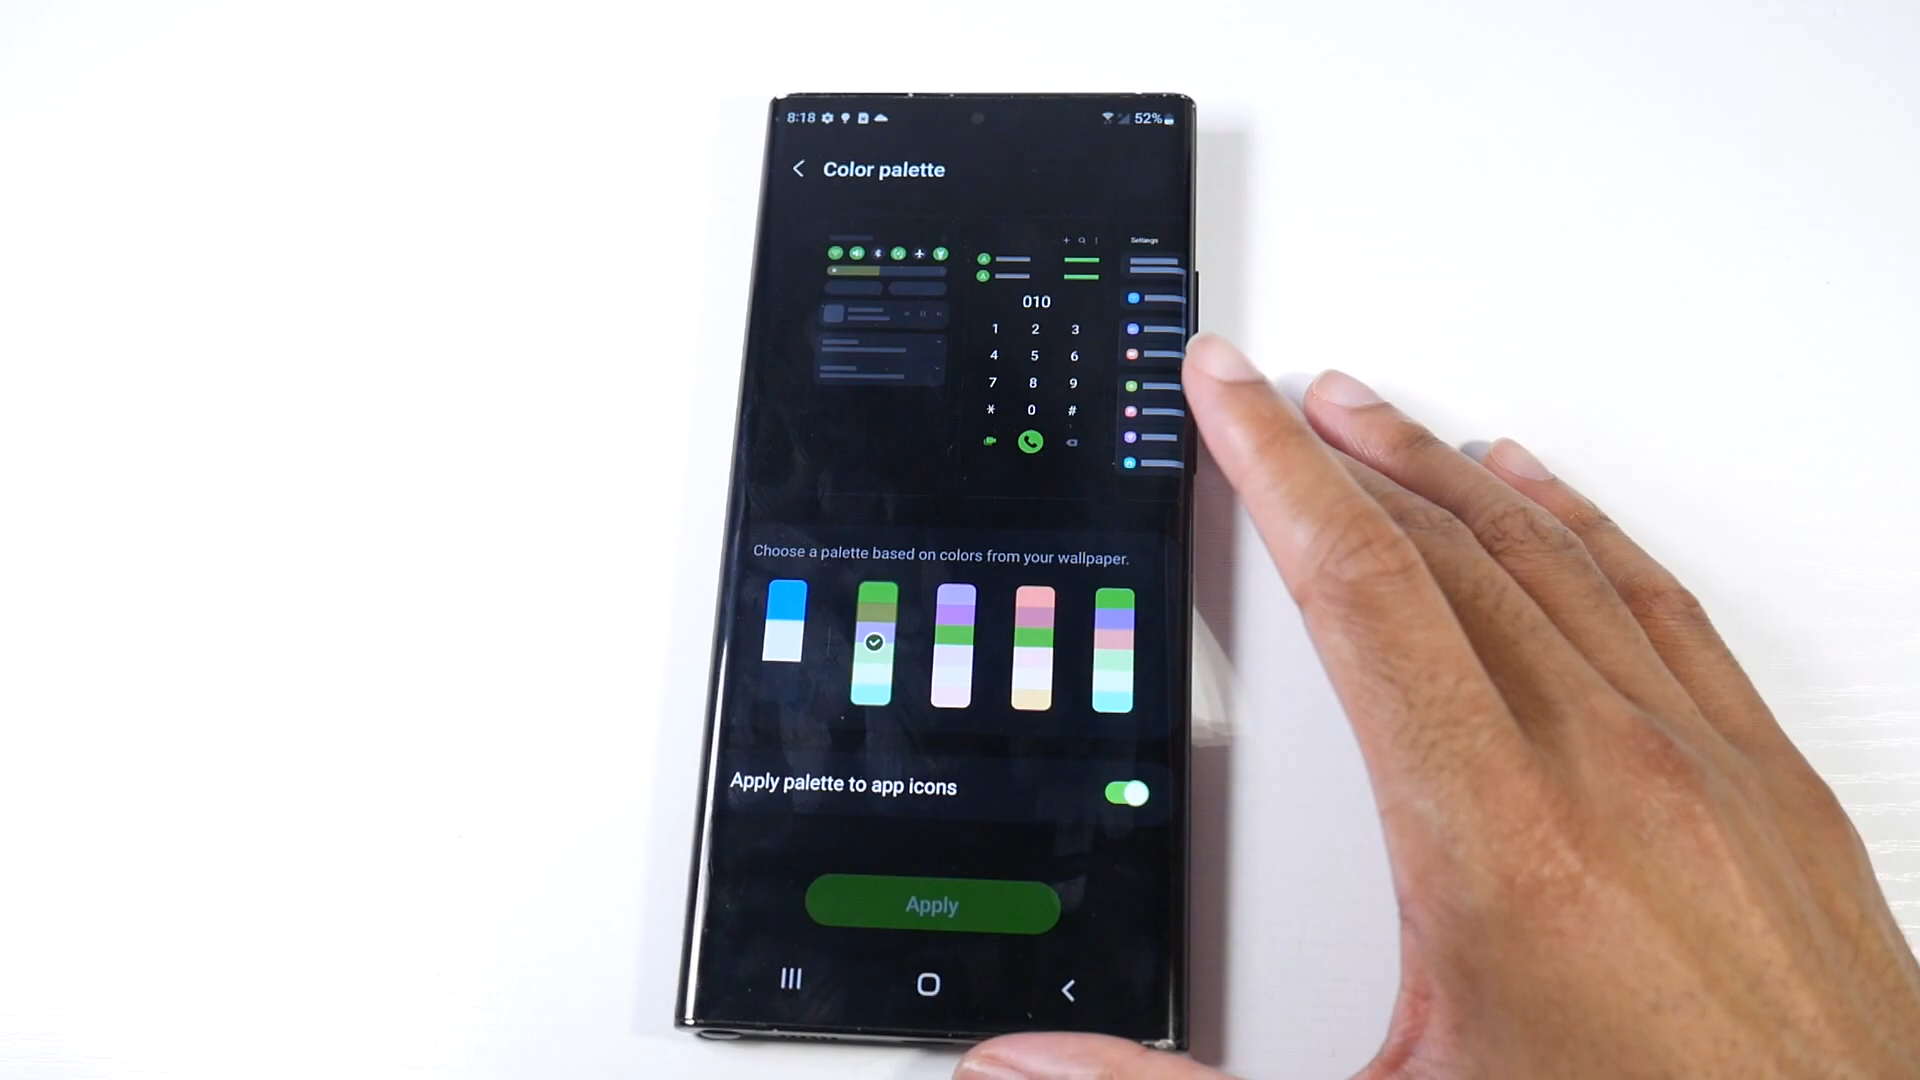 8:18
52%
Color palette
Settings
010
1 2 3
4 5 6
7 8 9
* 0 #
Choose a palette based on colors from your wallpaper.
Apply palette to app icons
Apply